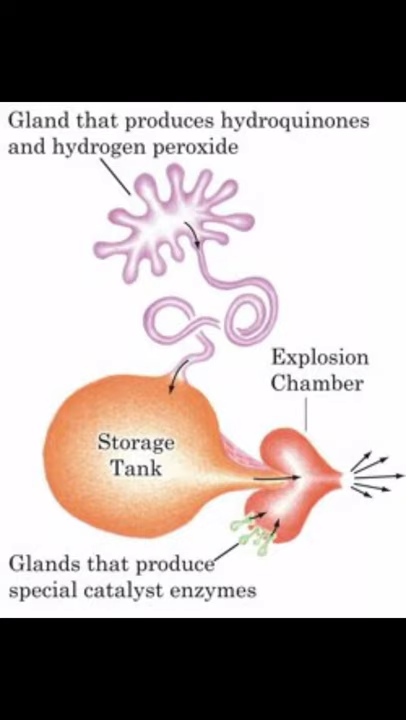 Gland that produces hydroquinones
and hydrogen peroxide
Explosion
Chamber
Storage
Tank
Glands that produce
special catalyst enzymes